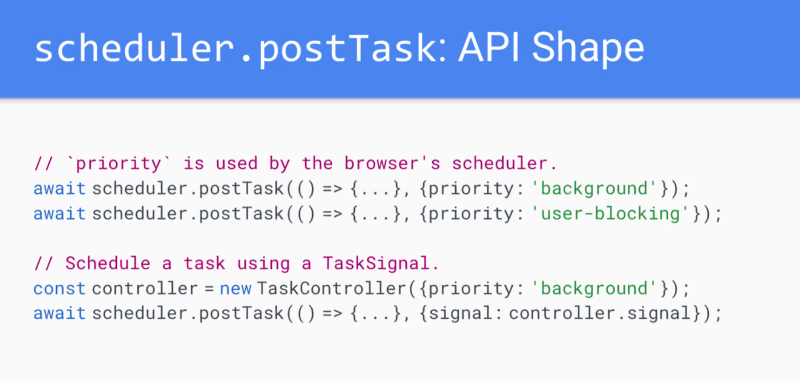 scheduler.postTask: API Shape
// `priority` is used by the browser's scheduler.
await scheduler.postTask(() => {...}, {priority: 'background'});
await scheduler.postTask(() => {...}, {priority: 'user-blocking'});
// Schedule a task using a TaskSignal.
const controller = new TaskController({priority: 'background'});
await scheduler.postTask(() => {...}, {signal: controller.signal});